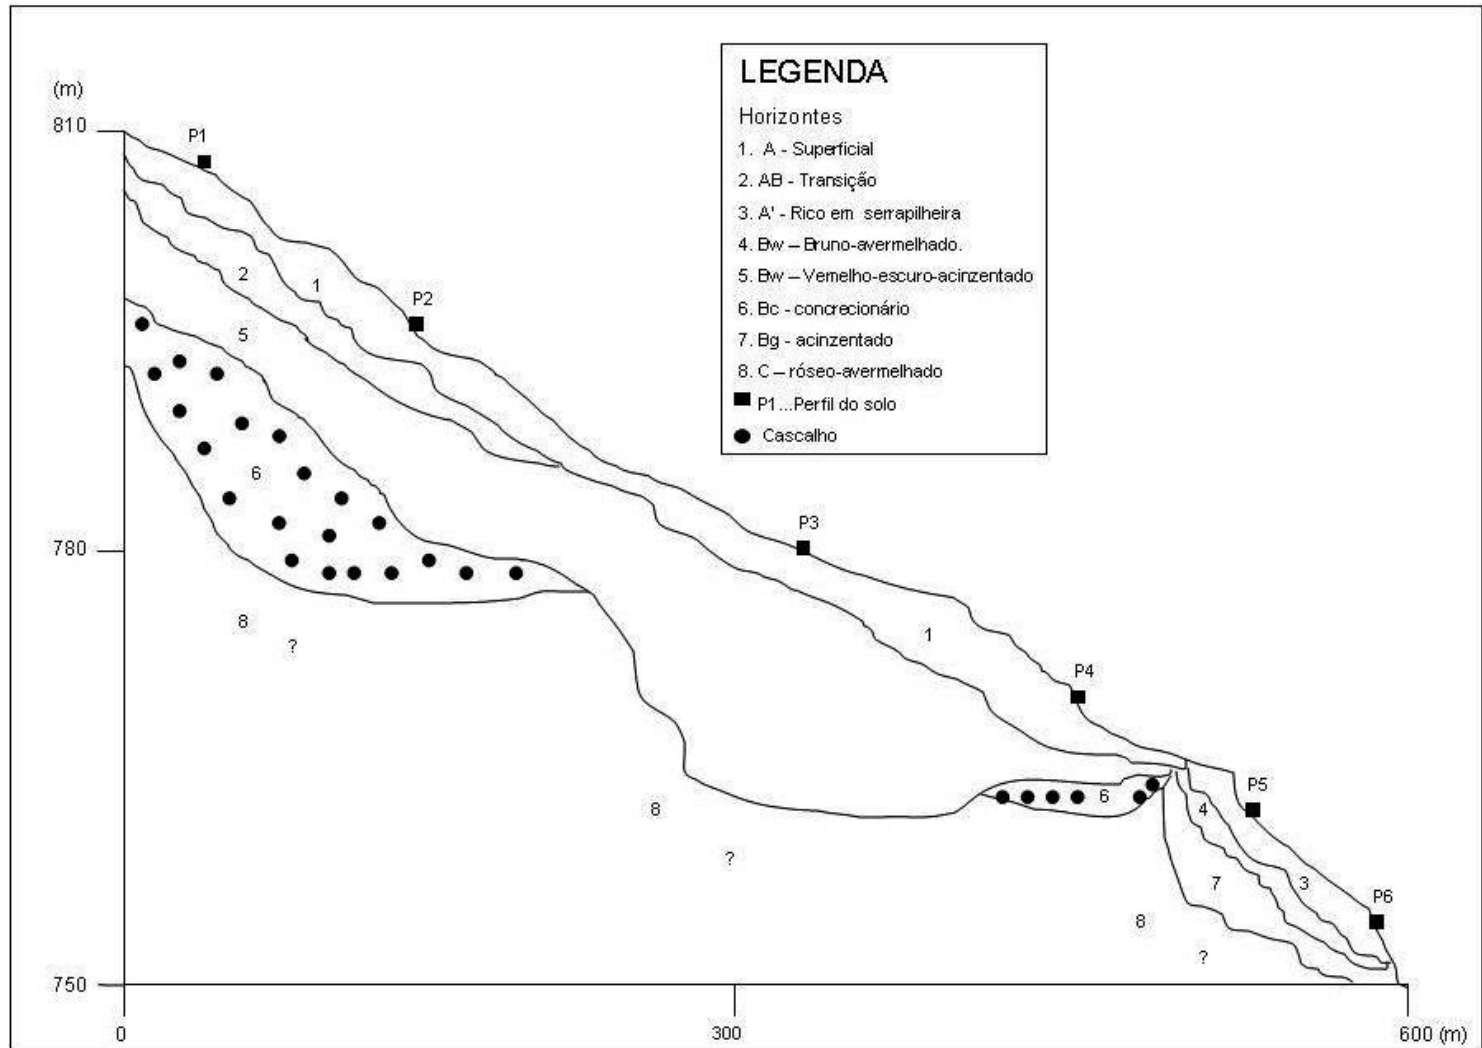 LEGENDA
Horizontes
1. A - Superficial
2. AB - Transição
3. A' - Rico em serrapilheira
4. Bw – Bruno-avermelhado.
5. Bw – Vemelho-escuro-acinzentado
6. Bc - concrecionário
7. Bg - acinzentado
8. C – róseo-avermelhado
P1...Perfil do solo
Cascalho
(m)
810
P1
2
1
P2
5
6
780
P3
8
?
1
P4
P5
6
4
8
?
7
3
P6
8
?
750
0
300
600 (m)